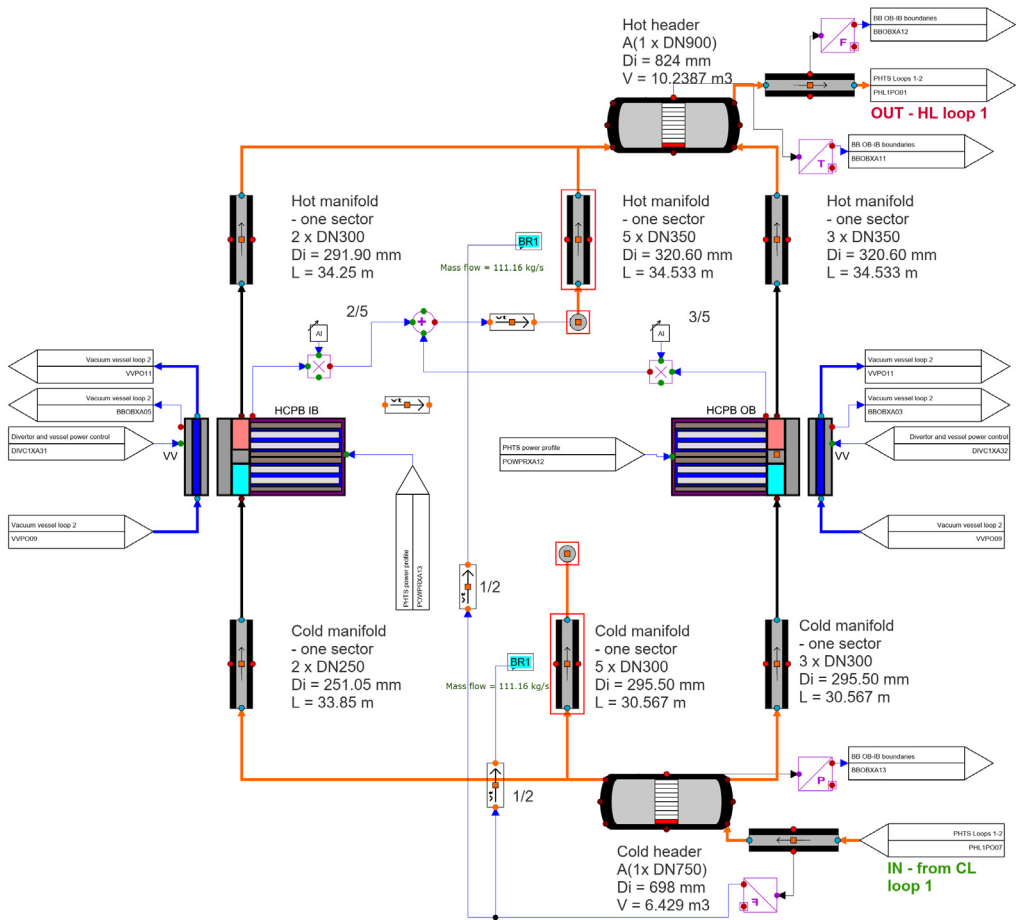 Hot header
A(1 x DN900)
Di = 824 mm
V = 10.2387 m3
F
BB OB-IB boundaries
BBOBXA12
PHTS Loops 1-2
PHL1PO01
OUT - HL loop 1
T
BB OB-IB boundaries
BBOBXA11
Hot manifold
- one sector
2 x DN300
Di = 291.90 mm
L = 34.25 m
BR1
Mass flow = 111.16 kg/s
Hot manifold
- one sector
5 x DN350
Di = 320.60 mm
L = 34.533 m
Hot manifold
- one sector
3 x DN350
Di = 320.60 mm
L = 34.533 m
2/5
AI
+
vt
3/5
AI
Vacuum vessel loop 2
VVPO11
Vacuum vessel loop 2
BBOBXA05
Divertor and vessel power control
DIVC1XA31
VV
Vacuum vessel loop 2
VVPO09
HCPB IB
vt
HCPB OB
PHTS power profile
POWPRXA12
PHTS power profile
POWPRXA13
Vacuum vessel loop 2
VVPO11
Vacuum vessel loop 2
BBOBXA03
Divertor and vessel power control
DIVC1XA32
VV
Vacuum vessel loop 2
VVPO09
vt
1/2
Cold manifold
- one sector
2 x DN250
Di = 251.05 mm
L = 33.85 m
BR1
Mass flow = 111.16 kg/s
Cold manifold
- one sector
5 x DN300
Di = 295.50 mm
L = 30.567 m
Cold manifold
- one sector
3 x DN300
Di = 295.50 mm
L = 30.567 m
vt
1/2
P
BB OB-IB boundaries
BBOBXA13
Cold header
A(1x DN750)
Di = 698 mm
V = 6.429 m3
F
PHTS Loops 1-2
PHL1PO07
IN - from CL
loop 1